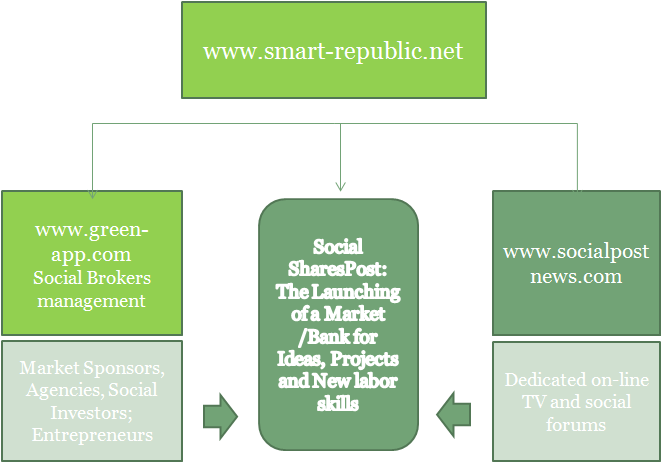 www.smart-republic.net
www.green-
app.com
Social Brokers
management
Social
SharesPost:
The Launching
of a Market
/Bank for
Ideas, Projects
and New labor
skills
www.socialpost
news.com
Market Sponsors,
Agencies, Social
Investors;
Entrepreneurs
Dedicated on-line
TV and social
forums